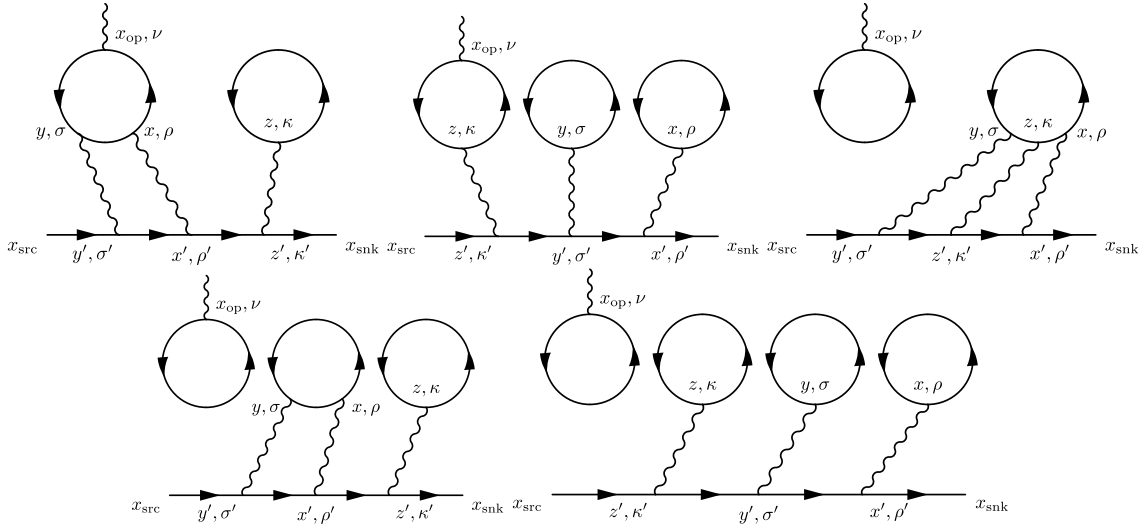 x_op, ν
y, σ
x, ρ
z, κ
x_src
y′, σ′
x′, ρ′
z′, κ′
x_snk
x_op, ν
z, κ
y, σ
x, ρ
x_src
z′, κ′
y′, σ′
x′, ρ′
x_snk
x_op, ν
y, σ
z, κ
x, ρ
x_src
y′, σ′
z′, κ′
x′, ρ′
x_snk
x_op, ν
y, σ
x, ρ
z, κ
x_src
y′, σ′
x′, ρ′
z′, κ′
x_snk
x_op, ν
z, κ
y, σ
x, ρ
x_src
z′, κ′
y′, σ′
x′, ρ′
x_snk